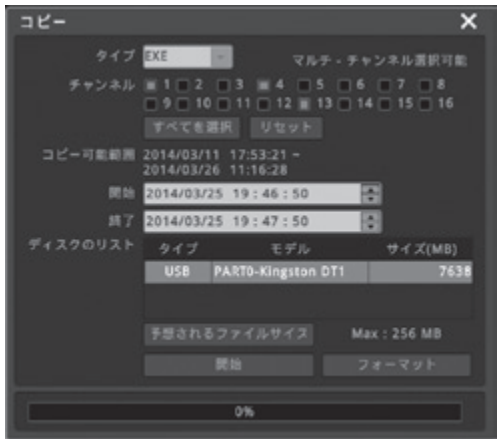 コピー
タイプ EXE マルチ - チャンネル選択可能
チャンネル 1 2 3 4 5 6 7 8
9 10 11 12 13 14 15 16
すべてを選択 リセット
コピー可能範囲 2014/03/11 17:53:21 ~
2014/03/26 11:16:28
開始 2014/03/25 19 : 46 : 50
終了 2014/03/25 19 : 47 : 50
ディスクのリスト タイプ モデル サイズ(MB)
USB PART0-Kingston DT1 7638
予想されるファイルサイズ Max : 256 MB
開始 フォーマット
0%